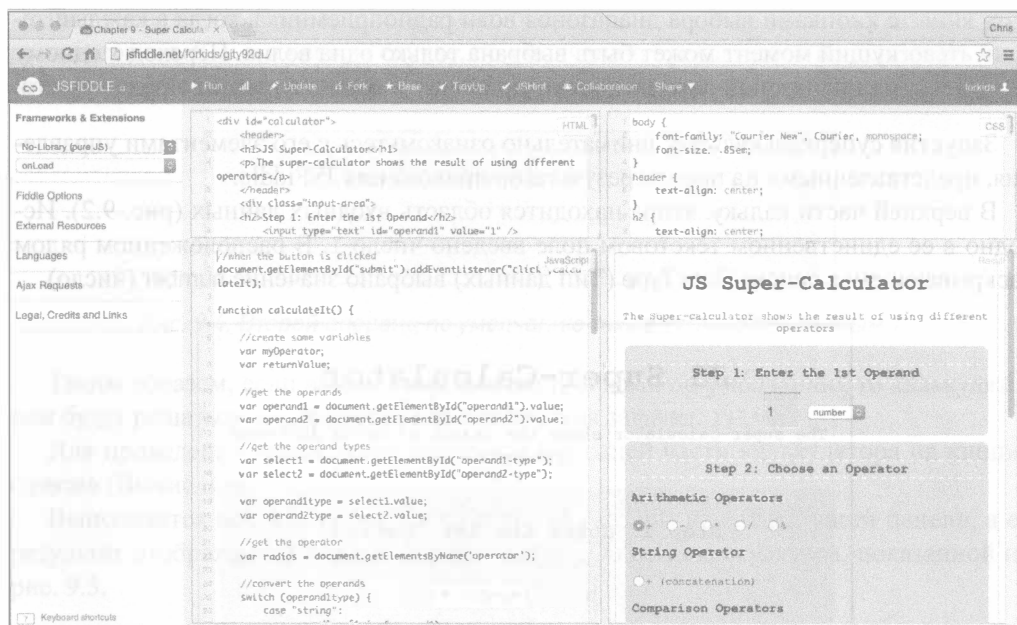 Chapter 9 - Super Calcula
Chris
jsfiddle.net/forkids/gjty92dL/
JSFIDDLE
Run
Update
Fork
Base
TidyUp
JSHint
Collaboration
Share
forkids
Frameworks & Extensions
No-Library (pure JS)
onLoad
Fiddle Options
External Resources
Languages
Ajax Requests
Legal, Credits and Links
Keyboard shortcuts
HTML
<div id="calculator">
<header>
<h1>JS Super-Calculator</h1>
<p>The super-calculator shows the result of using different
operators</p>
</header>
<div class="input-area">
<h2>Step 1: Enter the 1st Operand</h2>
<input type="text" id="operand1" value="1" />
CSS
body {
font-family: "Courier New", Courier, monospace;
font-size: .85em;
}
header {
text-align: center;
}
h2 {
text-align: center;
JavaScript
//when the button is clicked
document.getElementById("submit").addEventListener("click",
lateIt);
function calculateIt() {
//create some variables
var myOperator;
var returnValue;
//get the operands
var operand1 = document.getElementById("operand1").value;
var operand2 = document.getElementById("operand2").value;
//get the operand types
var select1 = document.getElementById("operand1-type");
var select2 = document.getElementById("operand2-type");
var operand1type = select1.value;
var operand2type = select2.value;
//get the operator
var radios = document.getElementsByName('operator');
//convert the operands
switch (operand1type) {
case "string":
JS Super-Calculator
The Super-calculator shows the result of using different
operators
Step 1: Enter the 1st Operand
1
number
Step 2: Choose an Operator
Arithmetic Operators
+ - * / %
String Operator
+ (concatenation)
Comparison Operators